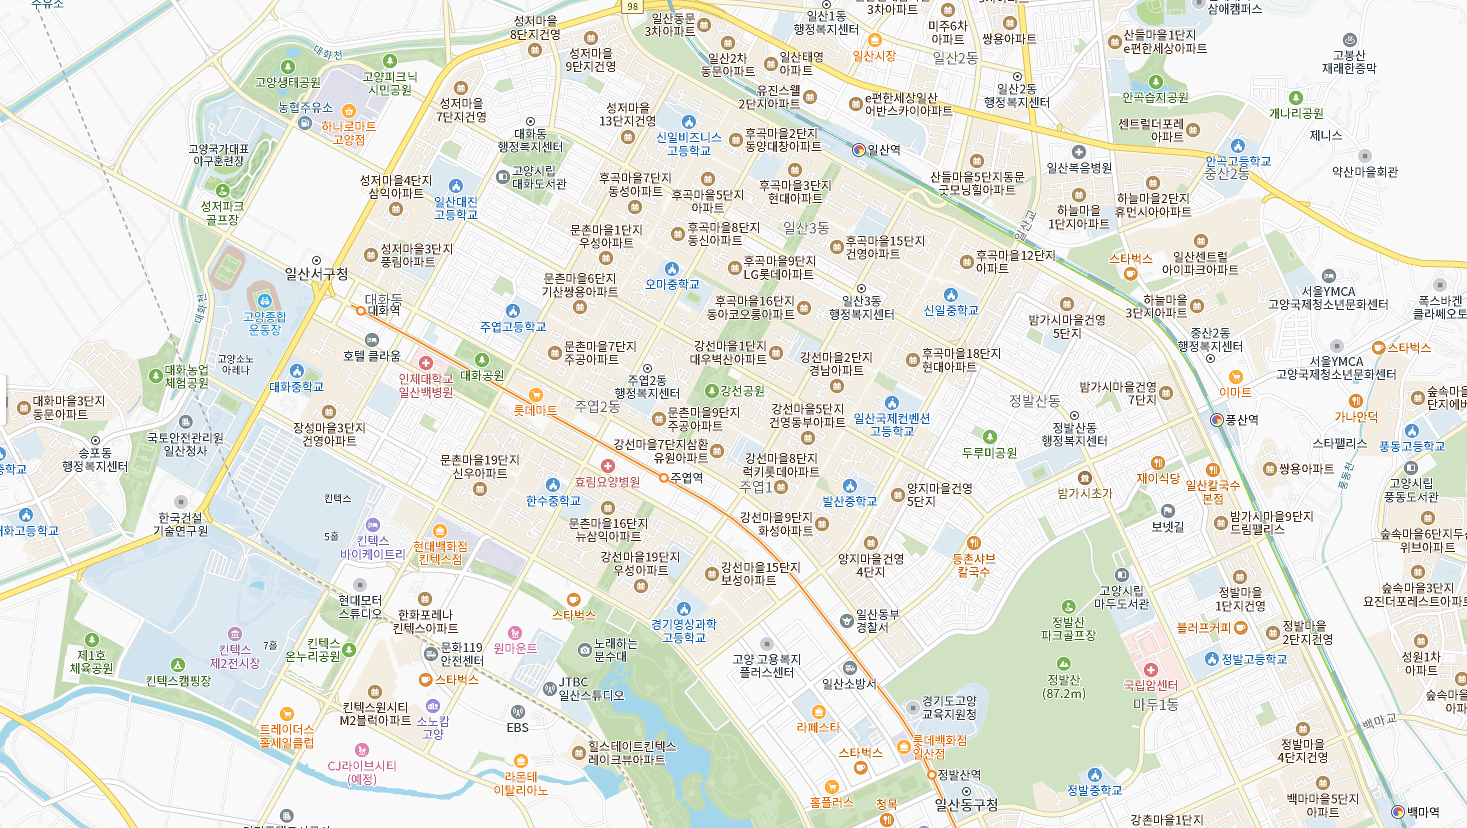 주유소
98
성저마을
8단지건영
일산동문
3차아파트
일산1동
행정복지센터
3차아파트
미주6차
아파트
쌍용아파트
삼애캠퍼스
산들마을1단지
e편한세상아파트
고봉산
재래한증막
대화천
고양생태공원
고양피크닉
시민공원
성저마을
9단지건영
일산2차
동문아파트
일산태영
아파트
일산시장
일산2동
일산2동
행정복지센터
안곡습지공원
개나리공원
농협주유소
하나로마트
고양점
성저마을
7단지건영
성저마을
13단지건영
유진스웰
2단지아파트
e편한세상일산
어반스카이아파트
센트럴더포레
아파트
제니스
대화동
행정복지센터
신일비즈니스
고등학교
후곡마을2단지
동양대창아파트
일산역
일산복음병원
안곡고등학교
중산2동
약산마을회관
고양국가대표
야구훈련장
고양시립
대화도서관
성저마을4단지
삼익아파트
일산대진
고등학교
후곡마을7단지
동성아파트
후곡마을5단지
아파트
후곡마을3단지
현대아파트
산들마을5단지동문
굿모닝힐아파트
하늘마을
1단지아파트
하늘마을2단지
휴먼시아아파트
성저파크
골프장
성저마을3단지
풍림아파트
문촌마을1단지
우성아파트
후곡마을8단지
동신아파트
일산3동
후곡마을15단지
건영아파트
일산교
후곡마을12단지
아파트
스타벅스
일산센트럴
아이파크아파트
일산서구청
대화동
대화역
문촌마을6단지
기산쌍용아파트
오마중학교
후곡마을9단지
LG롯데아파트
후곡마을16단지
동아코오롱아파트
일산3동
행정복지센터
신일중학교
밤가시마을건영
5단지
하늘마을
3단지아파트
서울YMCA
고양국제청소년문화센터
폭스바겐
클라쎄오토
대화천
고양종합
운동장
호텔 클라움
주엽고등학교
문촌마을7단지
주공아파트
강선마을1단지
대우벽산아파트
강선마을2단지
경남아파트
후곡마을18단지
현대아파트
중산2동
행정복지센터
서울YMCA
고양국제청소년문화센터
스타벅스
고양소노
아레나
대화농업
체험공원
대화중학교
인제대학교
일산백병원
대화공원
롯데마트
주엽2동
행정복지센터
주엽2동
강선공원
밤가시마을건영
7단지
이마트
가나안덕
대화마을3단지
동문아파트
국토안전관리원
일산청사
장성마을3단지
건영아파트
문촌마을9단지
주공아파트
강선마을5단지
건영동부아파트
일산국제컨벤션
고등학교
정발산동
정발산동
행정복지센터
풍산역
스타팰리스
풍동초등학교
송포동
행정복지센터
문촌마을19단지
신우아파트
강선마을7단지삼환
유원아파트
효림요양병원
주엽역
강선마을8단지
럭키롯데아파트
주엽1
두루미공원
쌍용아파트
풍동천
고양시립
풍동도서관
한국건설
기술연구원
킨텍스
한수중학교
발산중학교
양지마을건영
5단지
밤가시초가
재이식당
일산칼국수
본점
보넷길
밤가시마을9단지
드림팰리스
5홀
킨텍스
바이케이트리
현대백화점
킨텍스점
문촌마을16단지
뉴삼익아파트
강선마을9단지
화성아파트
등촌샤브
칼국수
강선마을19단지
우성아파트
강선마을15단지
보성아파트
양지마을건영
4단지
고양시립
마두도서관
정발마을
1단지건영
현대모터
스튜디오
한화포레나
킨텍스아파트
스타벅스
경기영상과학
고등학교
일산동부
경찰서
정발산
파크골프장
블러프커피
정발마을
2단지건영
제1호
체육공원
킨텍스
제2전시장
7홀
킨텍스
온누리공원
문화119
안전센터
원마운트
노래하는
분수대
고양 고용복지
플러스센터
일산소방서
정발산
(87.2m)
국립암센터
정발고등학교
성원1차
아파트
킨텍스캠핑장
스타벅스
JTBC
일산스튜디오
경기도고양
교육지원청
마두1동
트레이더스
홀세일클럽
킨텍스원시티
M2블럭아파트
소노캄
고양
EBS
라페스타
백마교
CJ라이브시티
(예정)
힐스테이트킨텍스
레이크뷰아파트
라몬테
이탈리아노
스타벅스
롯데백화점
일산점
정발마을
4단지건영
홈플러스
청목
정발산역
일산동구청
정발중학교
백마마을5단지
아파트
백마역
강촌마을1단지